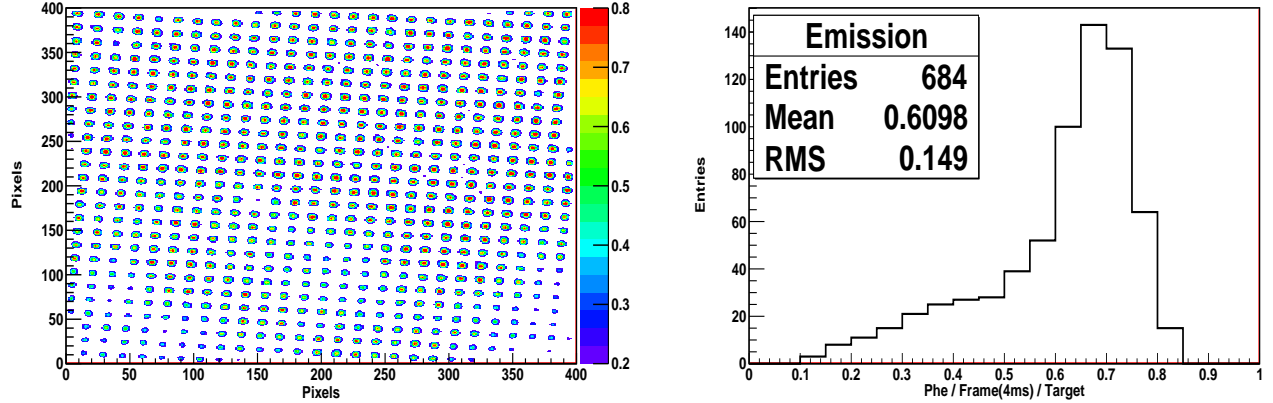 400
350
300
250
200
150
100
50
0
Pixels
0 50 100 150 200 250 300 350 400
Pixels
0.8
0.7
0.6
0.5
0.4
0.3
0.2
Emission
Entries 684
Mean 0.6098
RMS 0.149
140
120
100
80
60
40
20
0
Entries
0 0.1 0.2 0.3 0.4 0.5 0.6 0.7 0.8 0.9 1
Phe / Frame(4ms) / Target